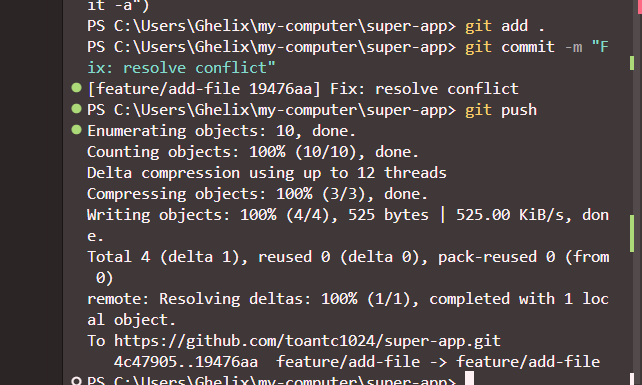 it -a")
PS C:\Users\Ghelix\my-computer\super-app> git add .
PS C:\Users\Ghelix\my-computer\super-app> git commit -m "F
ix: resolve conflict"
[feature/add-file 19476aa] Fix: resolve conflict
PS C:\Users\Ghelix\my-computer\super-app> git push
Enumerating objects: 10, done.
Counting objects: 100% (10/10), done.
Delta compression using up to 12 threads
Compressing objects: 100% (3/3), done.
Writing objects: 100% (4/4), 525 bytes | 525.00 KiB/s, don
e.
Total 4 (delta 1), reused 0 (delta 0), pack-reused 0 (from
 0)
remote: Resolving deltas: 100% (1/1), completed with 1 loc
al object.
To https://github.com/toantc1024/super-app.git
   4c47905..19476aa  feature/add-file -> feature/add-file
PS C:\Users\Ghelix\my-computer\super-app>